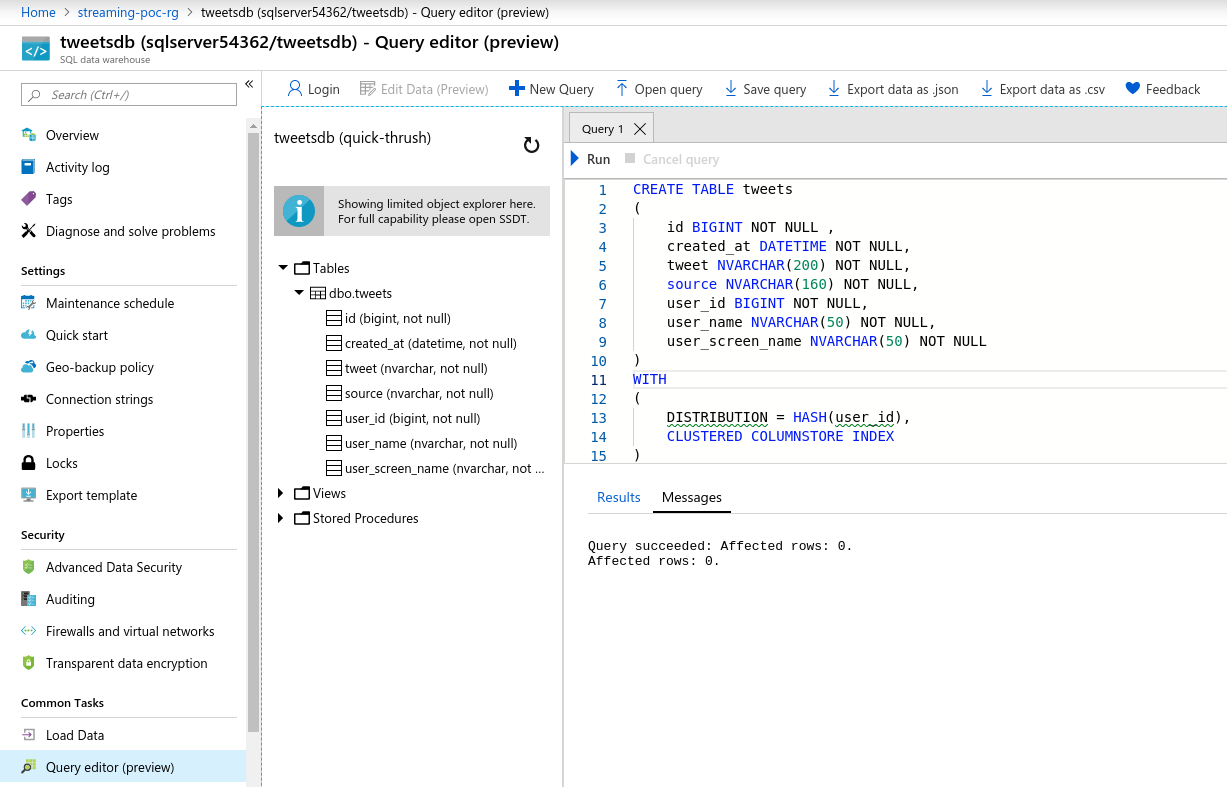 Home > streaming-poc-rg > tweetsdb (sqlserver54362/tweetsdb) - Query editor (preview)
tweetsdb (sqlserver54362/tweetsdb) - Query editor (preview)
SQL data warehouse
Search (Ctrl+/)
«
Overview
Activity log
Tags
Diagnose and solve problems
Settings
Maintenance schedule
Quick start
Geo-backup policy
Connection strings
Properties
Locks
Export template
Security
Advanced Data Security
Auditing
Firewalls and virtual networks
Transparent data encryption
Common Tasks
Load Data
Query editor (preview)
Login Edit Data (Preview) New Query Open query Save query Export data as .json Export data as .csv Feedback
tweetsdb (quick-thrush)
Showing limited object explorer here.
For full capability please open SSDT.
Tables
dbo.tweets
id (bigint, not null)
created_at (datetime, not null)
tweet (nvarchar, not null)
source (nvarchar, not null)
user_id (bigint, not null)
user_name (nvarchar, not null)
user_screen_name (nvarchar, not ...
Views
Stored Procedures
Query 1
Run Cancel query
1 CREATE TABLE tweets
2 (
3 id BIGINT NOT NULL ,
4 created_at DATETIME NOT NULL,
5 tweet NVARCHAR(200) NOT NULL,
6 source NVARCHAR(160) NOT NULL,
7 user_id BIGINT NOT NULL,
8 user_name NVARCHAR(50) NOT NULL,
9 user_screen_name NVARCHAR(50) NOT NULL
10 )
11 WITH
12 (
13 DISTRIBUTION = HASH(user_id),
14 CLUSTERED COLUMNSTORE INDEX
15 )
Results Messages
Query succeeded: Affected rows: 0.
Affected rows: 0.